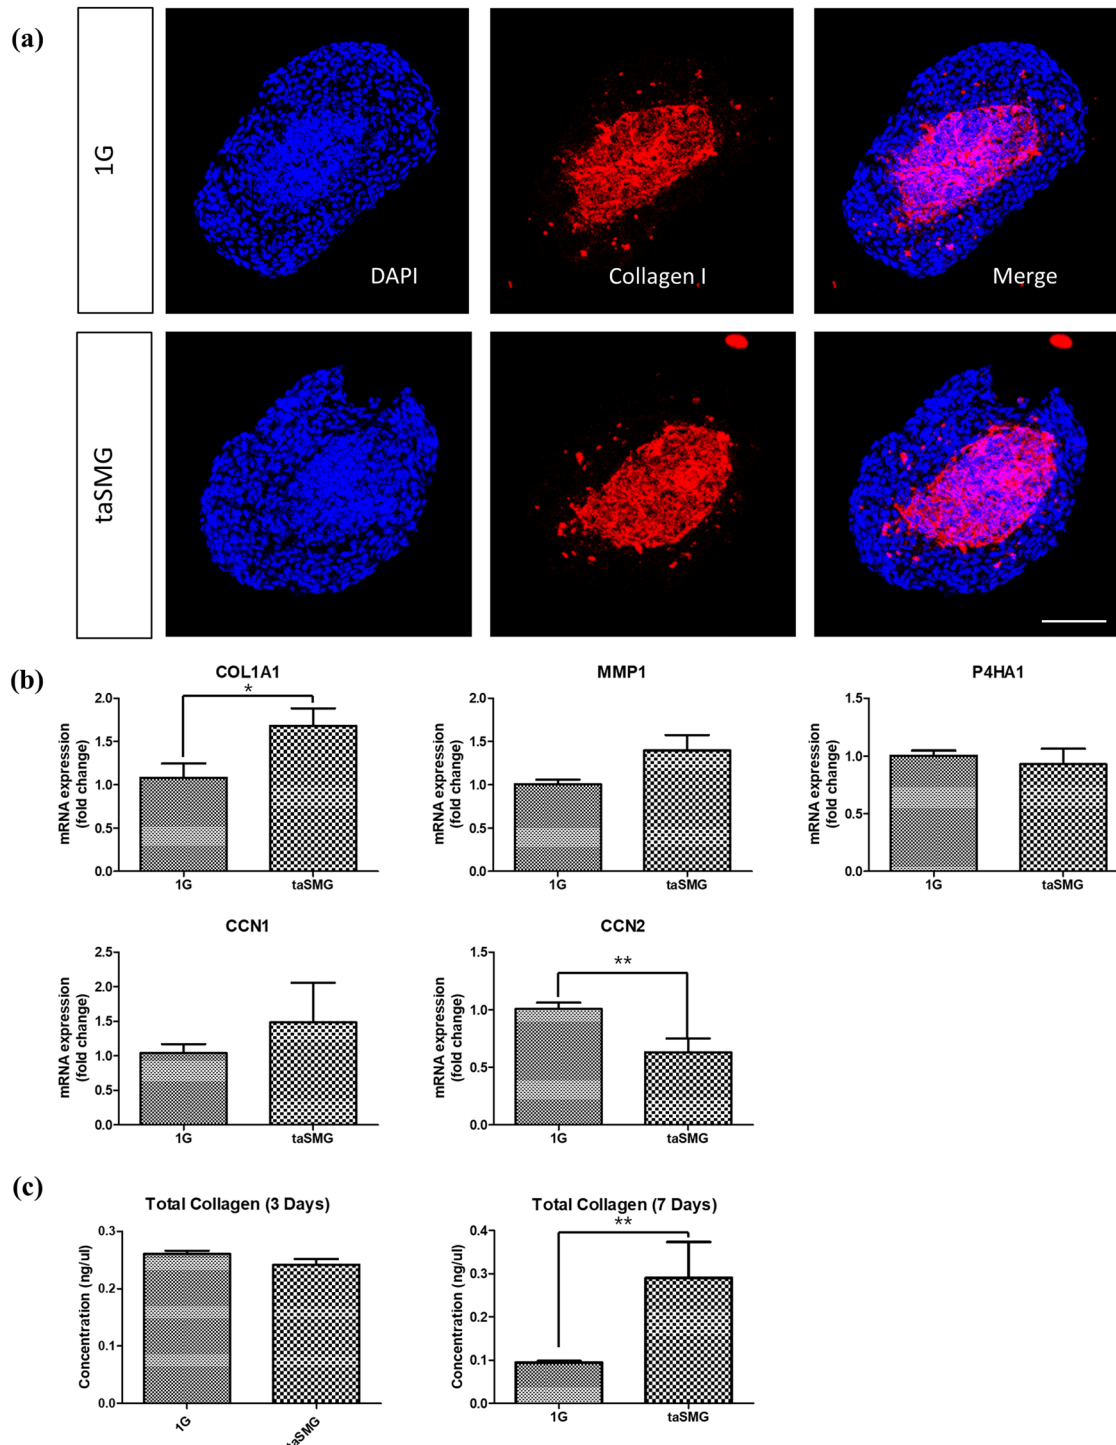 (a)
1G
DAPI
Collagen I
Merge
taSMG
(b)
COL1A1
*
mRNA expression
(fold change)
2.0
1.5
1.0
0.5
0.0
1G
taSMG
MMP1
mRNA expression
(fold change)
2.0
1.5
1.0
0.5
0.0
1G
taSMG
P4HA1
mRNA expression
(fold change)
1.5
1.0
0.5
0.0
1G
taSMG
CCN1
mRNA expression
(fold change)
2.5
2.0
1.5
1.0
0.5
0.0
1G
taSMG
CCN2
**
mRNA expression
(fold change)
1.5
1.0
0.5
0.0
1G
taSMG
(c)
Total Collagen (3 Days)
Concentration (ng/ul)
0.3
0.2
0.1
0.0
1G
taSMG
Total Collagen (7 Days)
**
Concentration (ng/ul)
0.4
0.3
0.2
0.1
0.0
1G
taSMG